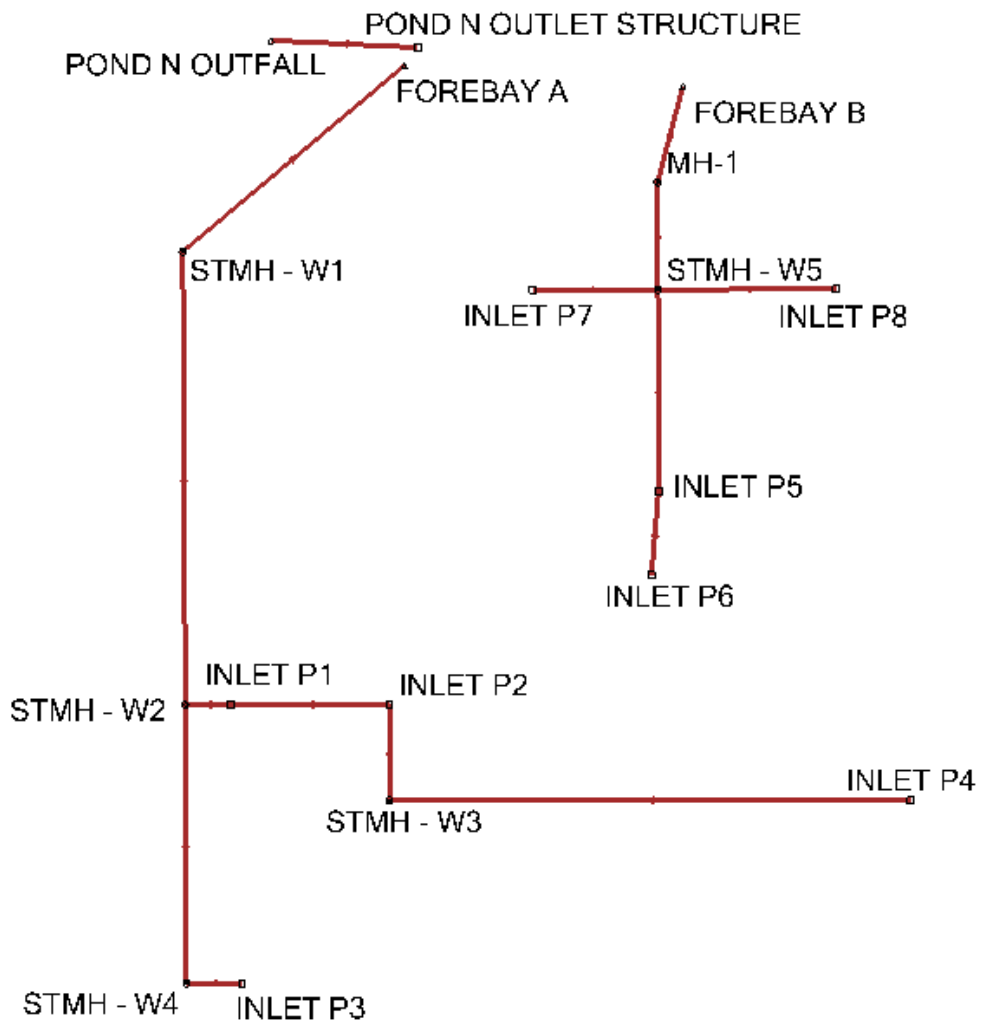 POND N OUTLET STRUCTURE
POND N OUTFALL
FOREBAY A
FOREBAY B
MH-1
STMH - W1
STMH - W5
INLET P7
INLET P8
INLET P5
INLET P6
INLET P1
INLET P2
STMH - W2
INLET P4
STMH - W3
STMH - W4
INLET P3